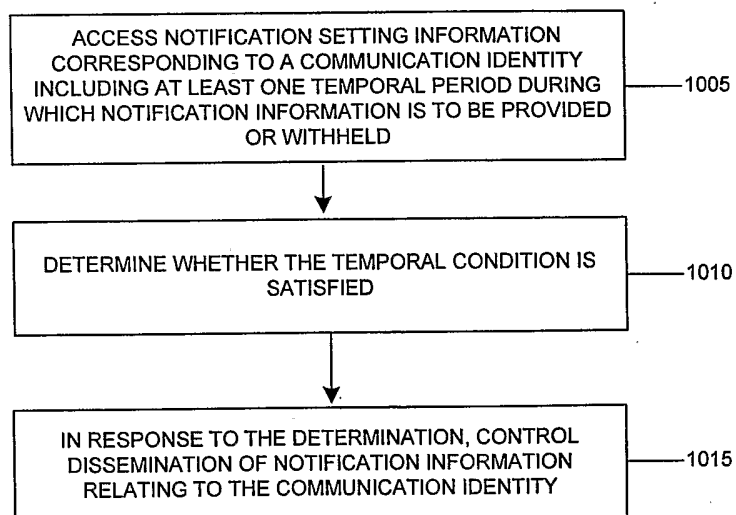 ACCESS NOTIFICATION SETTING INFORMATION
CORRESPONDING TO A COMMUNICATION IDENTITY
INCLUDING AT LEAST ONE TEMPORAL PERIOD DURING
WHICH NOTIFICATION INFORMATION IS TO BE PROVIDED
OR WITHHELD
1005
DETERMINE WHETHER THE TEMPORAL CONDITION IS
SATISFIED
1010
IN RESPONSE TO THE DETERMINATION, CONTROL
DISSEMINATION OF NOTIFICATION INFORMATION
RELATING TO THE COMMUNICATION IDENTITY
1015